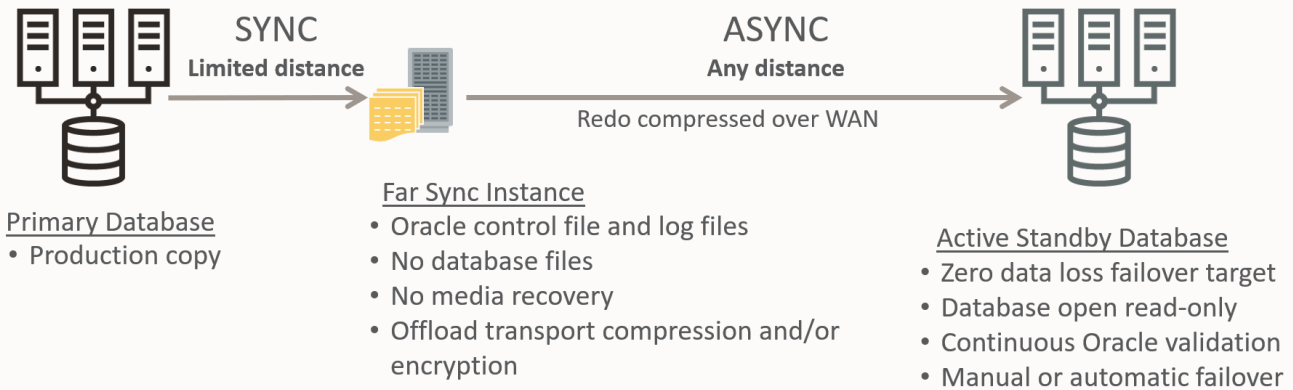 SYNC
Limited distance
ASYNC
Any distance
Redo compressed over WAN
Primary Database
• Production copy
Far Sync Instance
• Oracle control file and log files
• No database files
• No media recovery
• Offload transport compression and/or
encryption
Active Standby Database
• Zero data loss failover target
• Database open read-only
• Continuous Oracle validation
• Manual or automatic failover